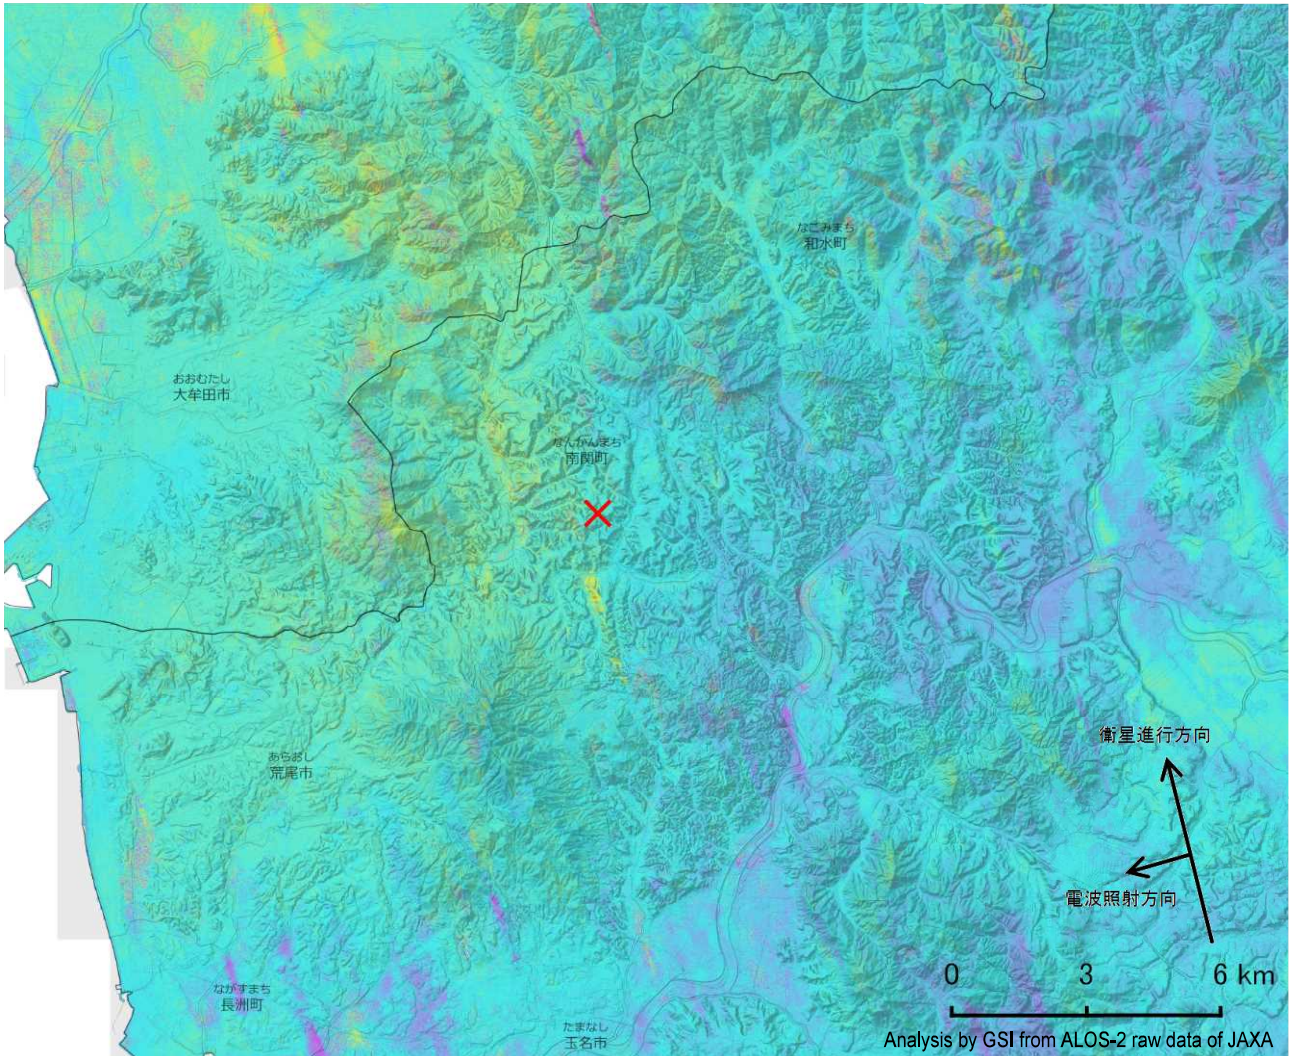 なごみまち
和水町
おおむたし
大牟田市
なんかんまち
南関町
衛星進行方向
あらおし
荒尾市
電波照射方向
0 3 6 km
ながすまち
長洲町
たまなし
玉名市
Analysis by GSI from ALOS-2 raw data of JAXA